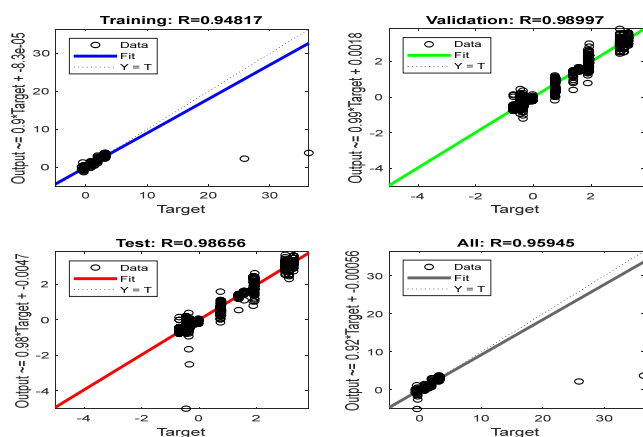 Training: R=0.94817
Output ~= 0.9*Target + -8.3e-05
Data
Fit
Y = T
30
20
10
0
0
10
20
30
Target
Validation: R=0.98997
Output ~= 0.99*Target + 0.0018
Data
Fit
Y = T
2
0
-2
-4
-4
-2
0
2
Target
Test: R=0.98656
Output ~= 0.98*Target + -0.0047
Data
Fit
Y = T
2
0
-2
-4
-4
-2
0
2
Target
All: R=0.95945
Output ~= 0.92*Target + -0.00056
Data
Fit
Y = T
30
20
10
0
0
10
20
30
Target